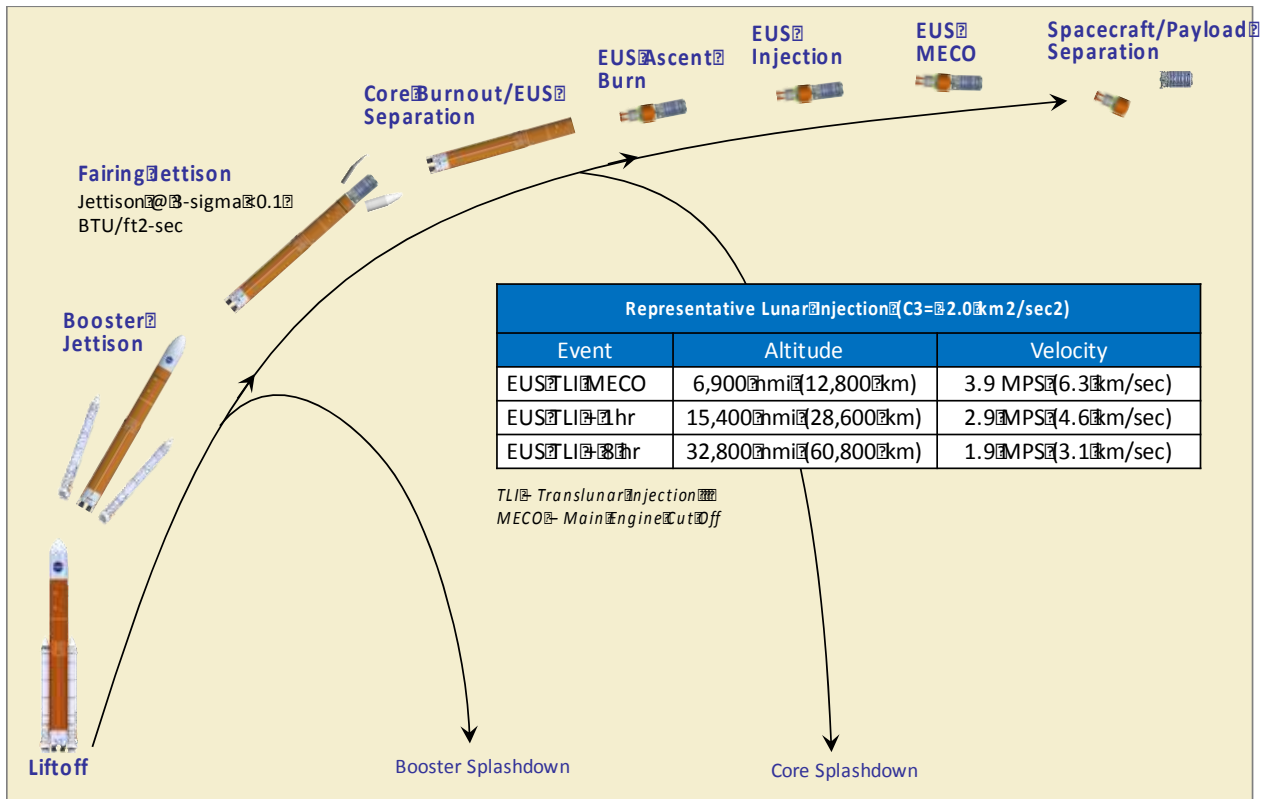 EUS Ascent
Burn
EUS
Injection
EUS
MECO
Spacecraft/Payload
Separation
Core Burnout/EUS
Separation
Fairing Jettison
Jettison @ 3-sigma <0.1
BTU/ft2-sec
Booster
Jettison
Representative Lunar Injection (C3= -2.0 km2/sec2)
Event Altitude Velocity
EUS TLI MECO 6,900 nmi (12,800 km) 3.9 MPS (6.3 km/sec)
EUS TLI + 1hr 15,400 nmi (28,600 km) 2.9 MPS (4.6 km/sec)
EUS TLI + 8 hr 32,800 nmi (60,800 km) 1.9 MPS (3.1 km/sec)
TLI – Translunar Injection
MECO – Main Engine Cut Off
Liftoff
Booster Splashdown
Core Splashdown